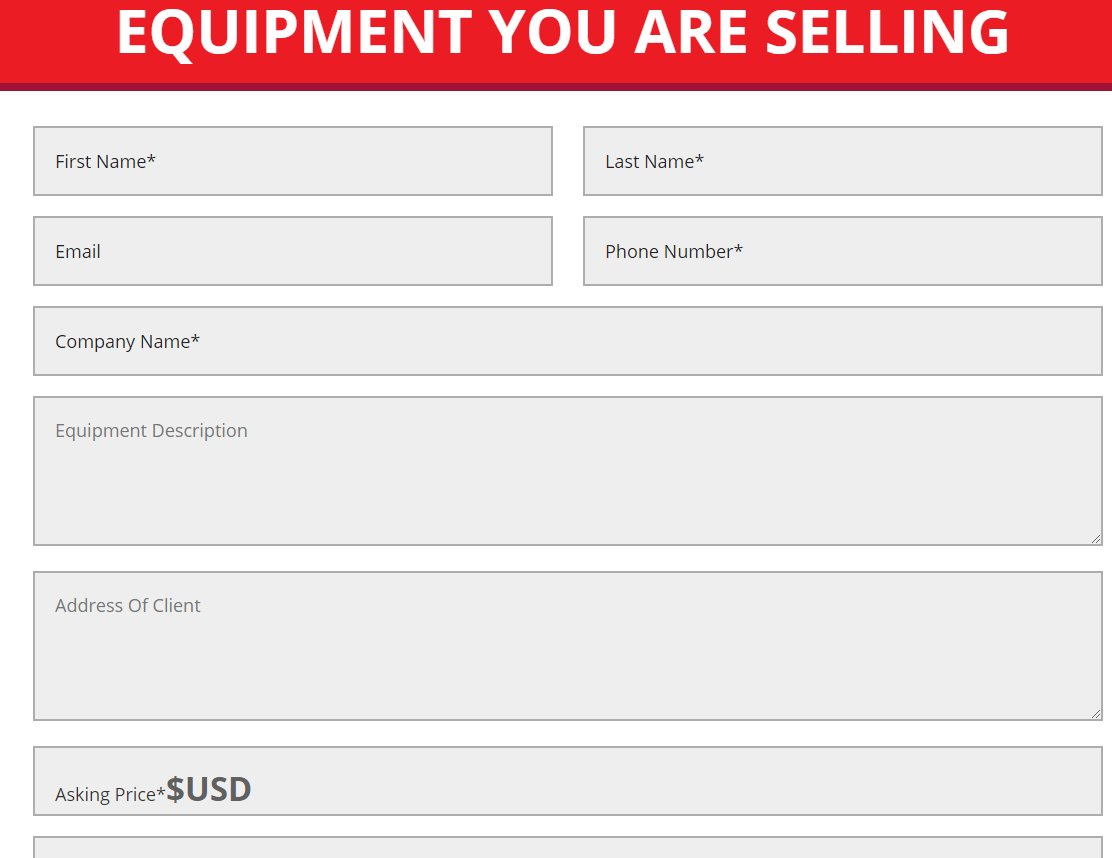 EQUIPMENT YOU ARE SELLING
First Name*
Last Name*
Email
Phone Number*
Company Name*
Equipment Description
Address Of Client
Asking Price*$USD